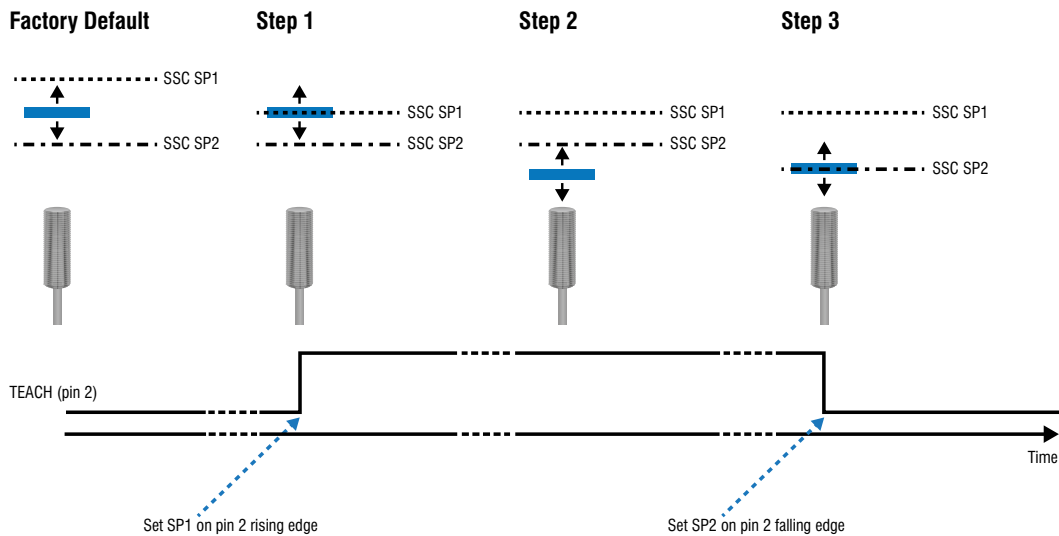 Factory Default
Step 1
Step 2
Step 3
SSC SP1
SSC SP2
SSC SP1
SSC SP2
SSC SP1
SSC SP2
SSC SP1
SSC SP2
TEACH (pin 2)
Time
Set SP1 on pin 2 rising edge
Set SP2 on pin 2 falling edge